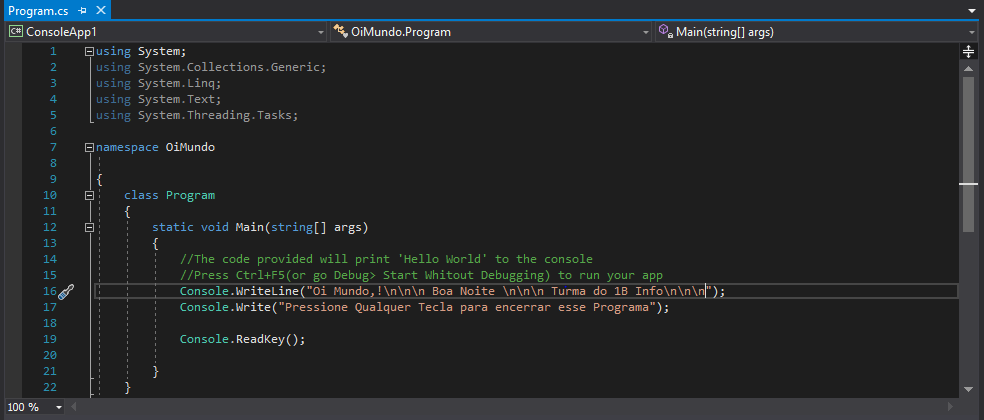 Program.cs
ConsoleApp1 OiMundo.Program Main(string[] args)
1 using System;
2 using System.Collections.Generic;
3 using System.Linq;
4 using System.Text;
5 using System.Threading.Tasks;
6
7 namespace OiMundo
8
9 {
10 class Program
11 {
12 static void Main(string[] args)
13 {
14 //The code provided will print 'Hello World' to the console
15 //Press Ctrl+F5(or go Debug> Start Whitout Debugging) to run your app
16 Console.WriteLine("Oi Mundo,!\n\n\n Boa Noite \n\n\n Turma do 1B Info\n\n\n");
17 Console.Write("Pressione Qualquer Tecla para encerrar esse Programa");
18
19 Console.ReadKey();
20
21 }
22 }
100 %